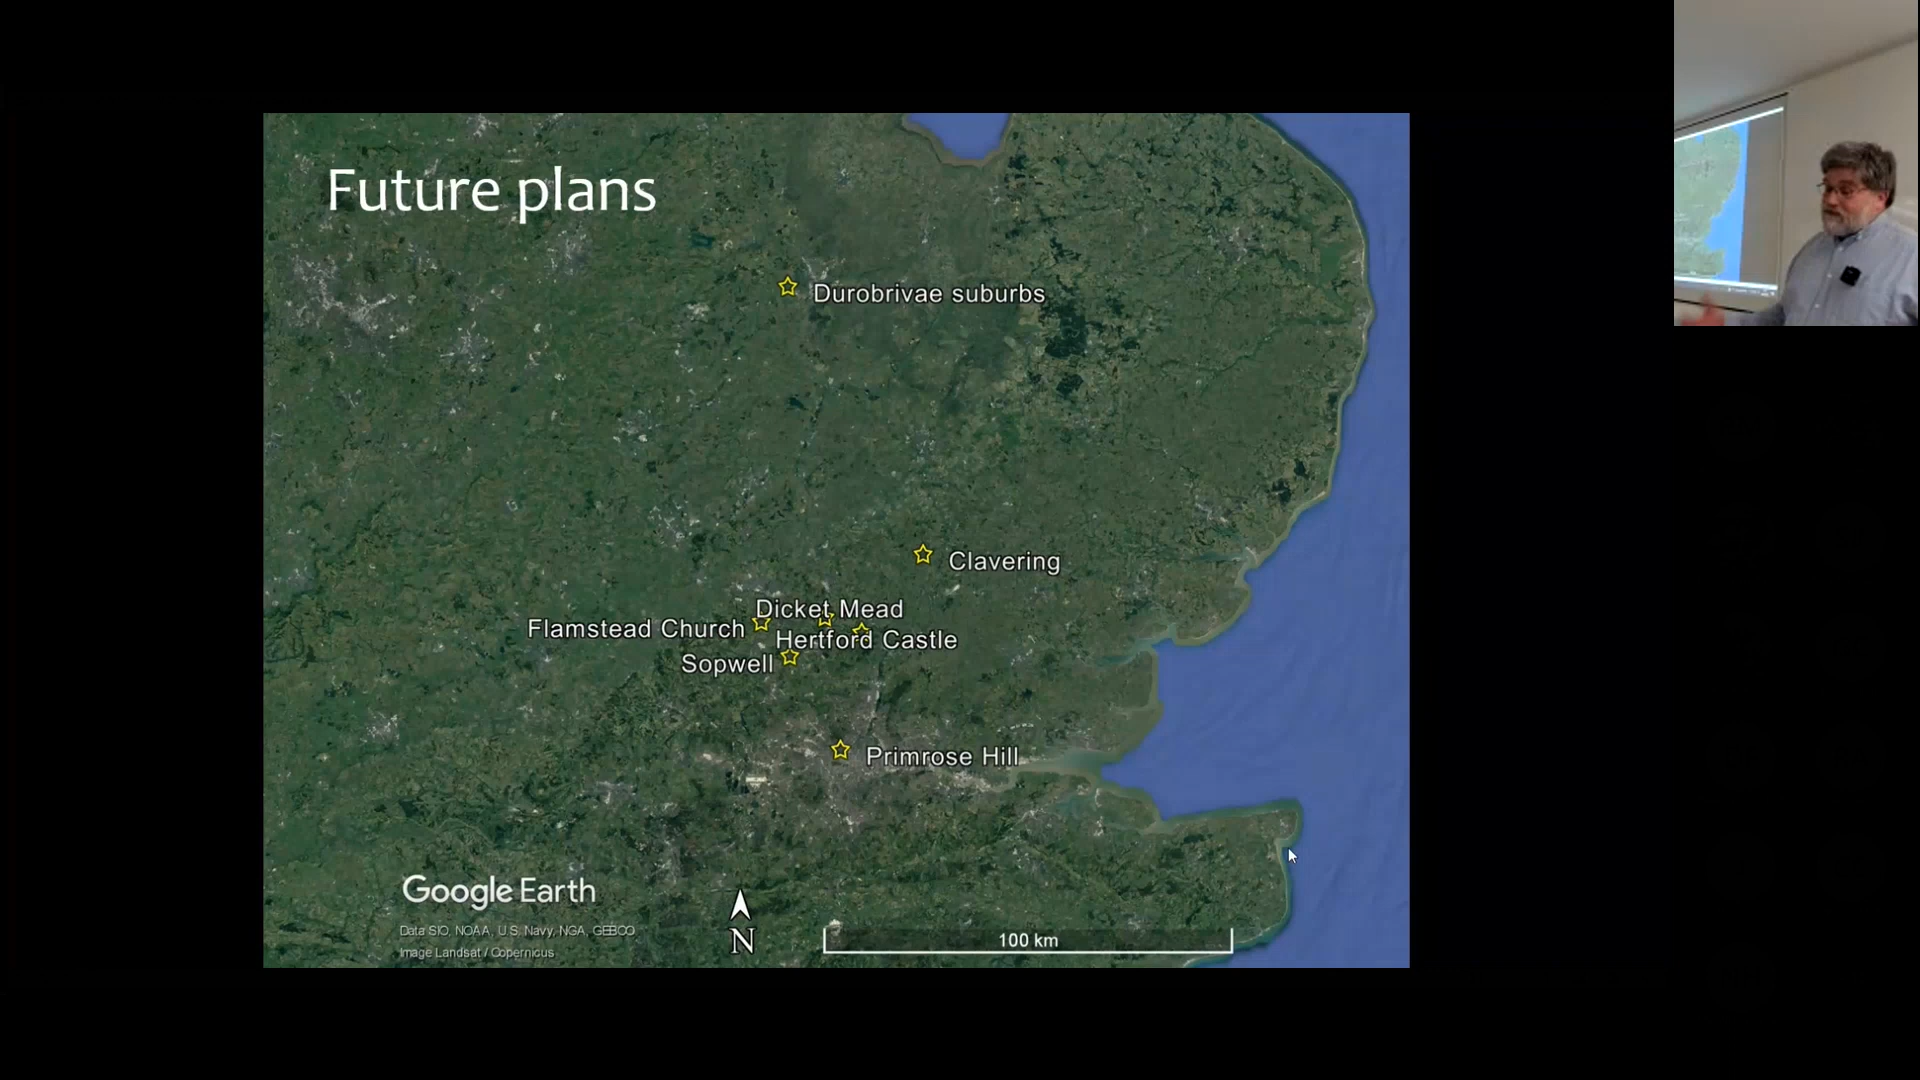 Future plans
Durobrivae suburbs
Clavering
Dicket Mead
Flamstead Church
Hertford Castle
Sopwell
Primrose Hill
Google Earth
Data SIO, NOAA, U.S. Navy, NGA, GEBCO
Image Landsat / Copernicus
N
100 km